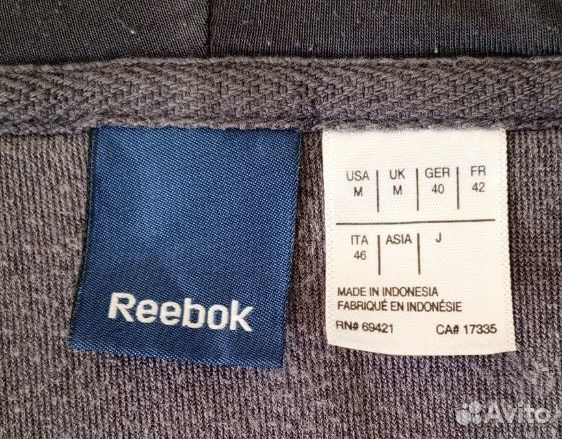 Reebok
USA | UK | GER | FR
M | M | 40 | 42
ITA | ASIA | J
46
MADE IN INDONESIA
FABRIQUÉ EN INDONÉSIE
RN# 69421 CA# 17335
Avito